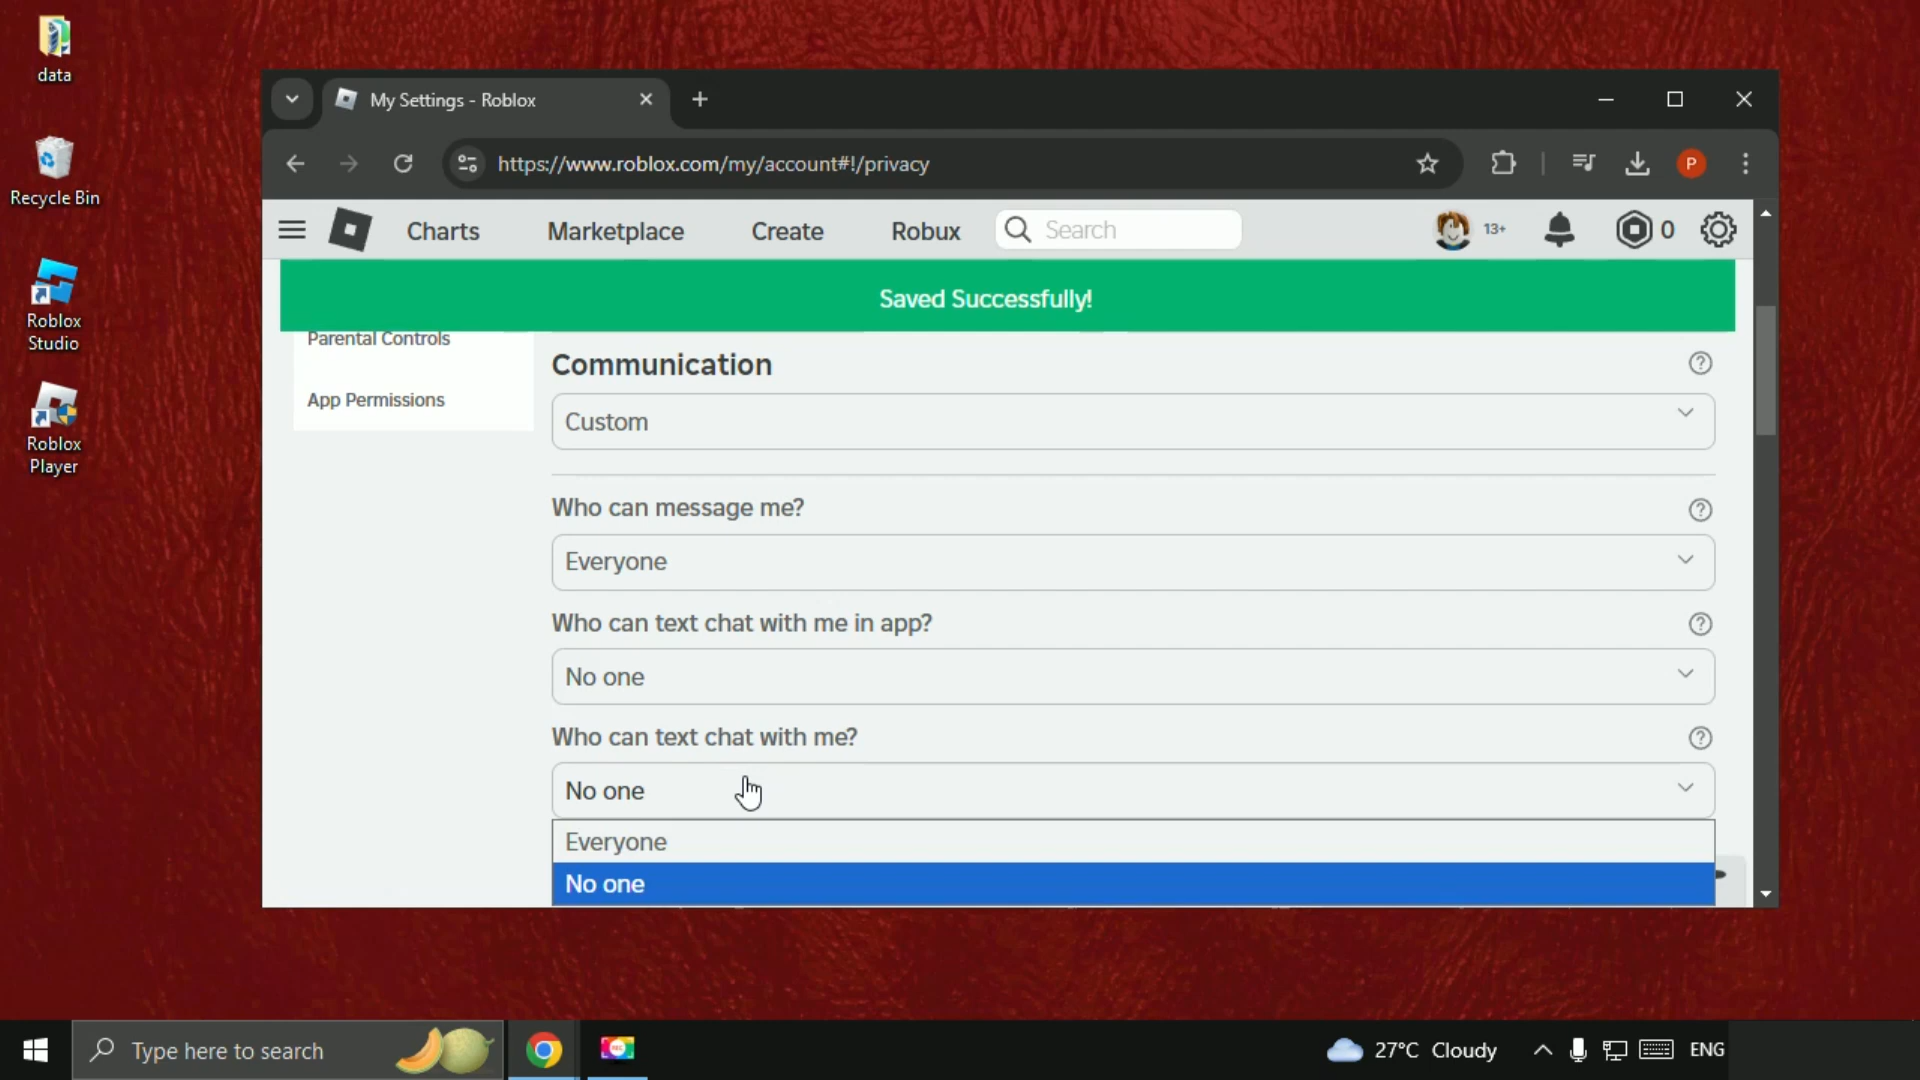 data
Recycle Bin
Roblox
Studio
Roblox
Player
My Settings - Roblox
https://www.roblox.com/my/account#!/privacy
P
Charts
Marketplace
Create
Robux
Search
13+
0
Saved Successfully!
Parental Controls
App Permissions
Communication
Custom
Who can message me?
Everyone
Who can text chat with me in app?
No one
Who can text chat with me?
No one
Everyone
No one
Type here to search
27°C Cloudy
ENG